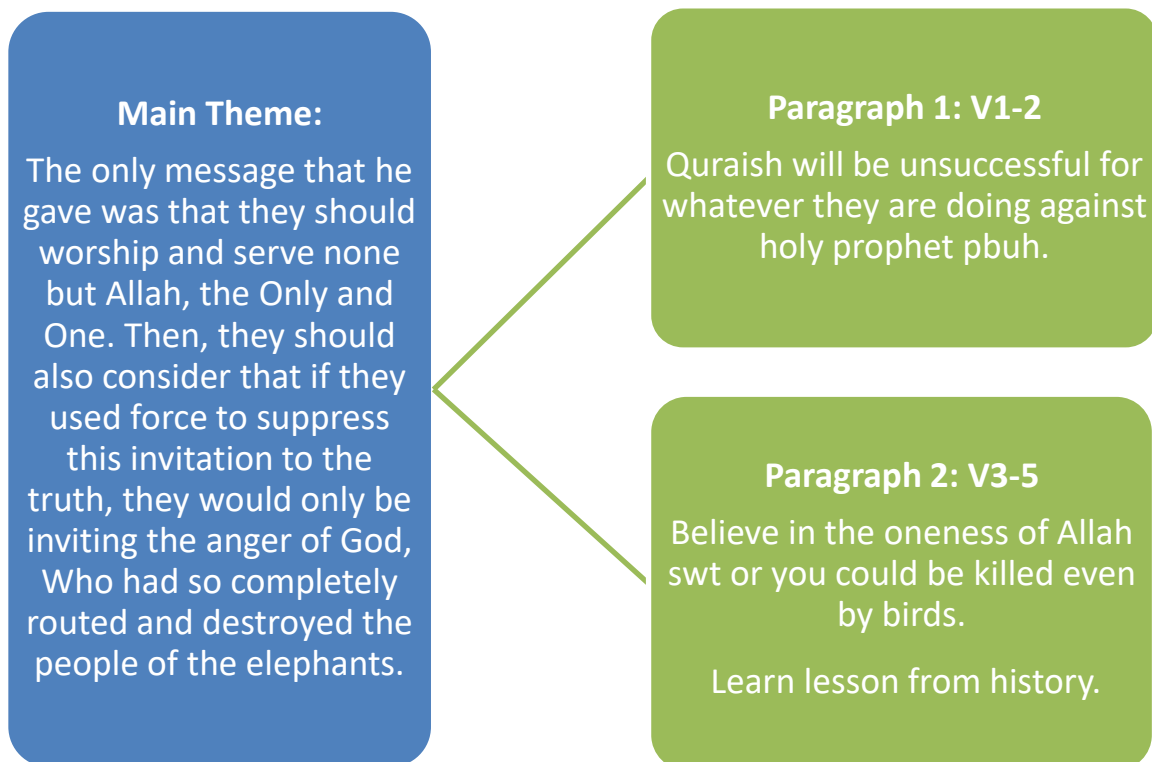 Main Theme:
The only message that he
gave was that they should
worship and serve none
but Allah, the Only and
One. Then, they should
also consider that if they
used force to suppress
this invitation to the
truth, they would only be
inviting the anger of God,
Who had so completely
routed and destroyed the
people of the elephants.
Paragraph 1: V1-2
Quraish will be unsuccessful for
whatever they are doing against
holy prophet pbuh.
Paragraph 2: V3-5
Believe in the oneness of Allah
swt or you could be killed even
by birds.
Learn lesson from history.